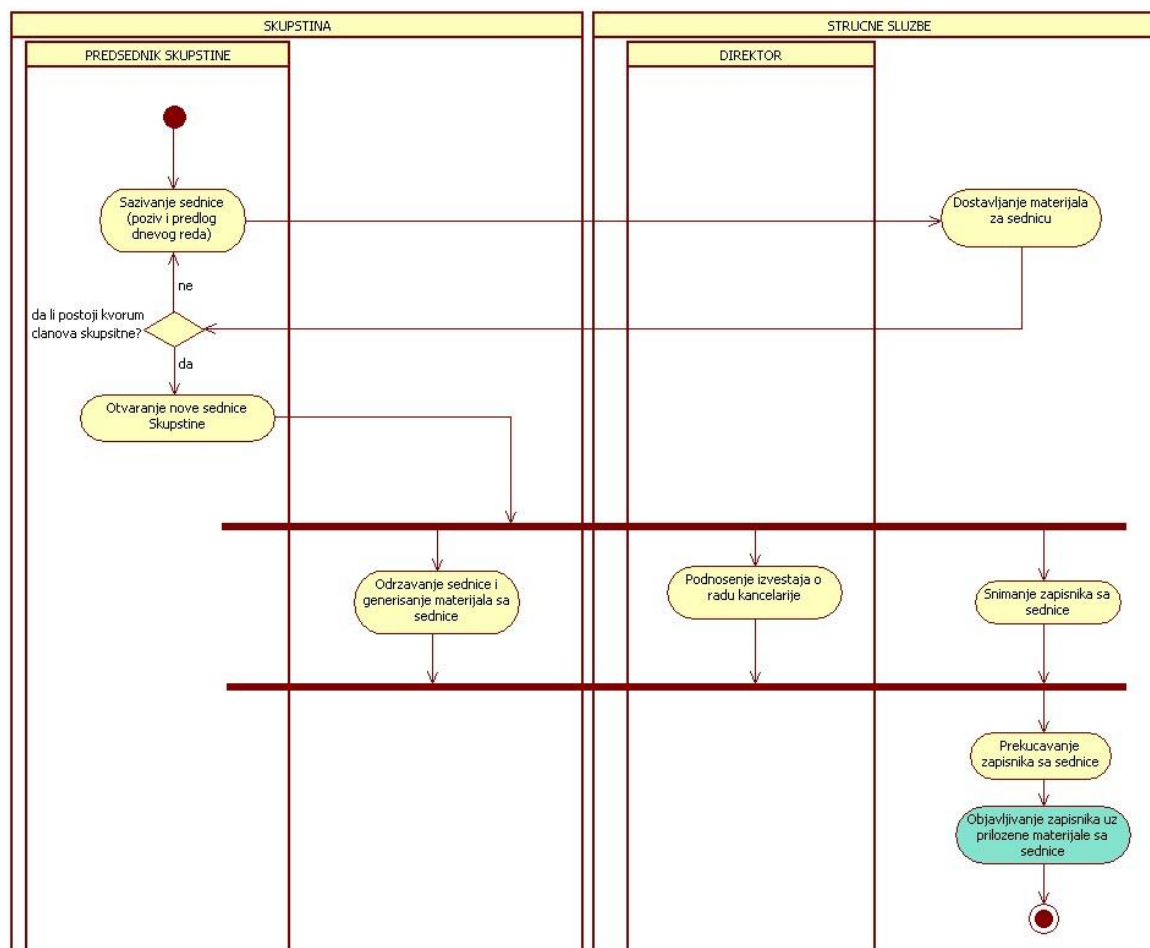 SKUPSTINA
STRUCNE SLUZBE
PREDSEDNIK SKUPSTINE
DIREKTOR
Sazivanje sednice
(poziv i predlog
dnevog reda)
Dostavljanje materijala
za sednicu
ne
da li postoji kvorum
clanova skupsitne?
da
Otvaranje nove sednice
Skupstine
Odrzavanje sednice i
generisanje materijala sa
sednice
Podnosenje izvestaja o
radu kancelarije
Snimanje zapisnika sa
sednice
Prekucavanje
zapisnika sa sednice
Objavljivanje zapisnika uz
prilozene materijale sa
sednice